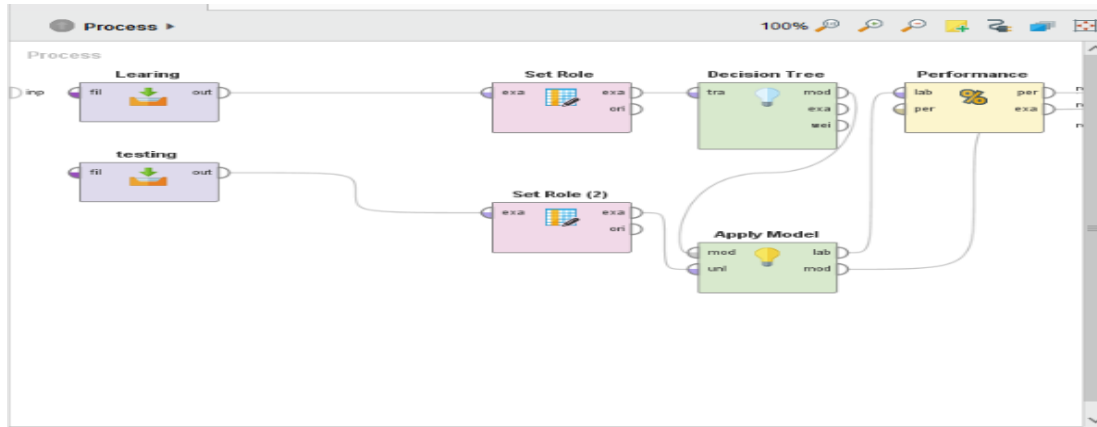 Process
100%
Process
inp
Learing
fil out
Set Role
exa exa
ori
Decision Tree
tra mod
exa
wei
Performance
lab per
per exa
testing
fil out
Set Role (2)
exa exa
ori
Apply Model
mod lab
unl mod